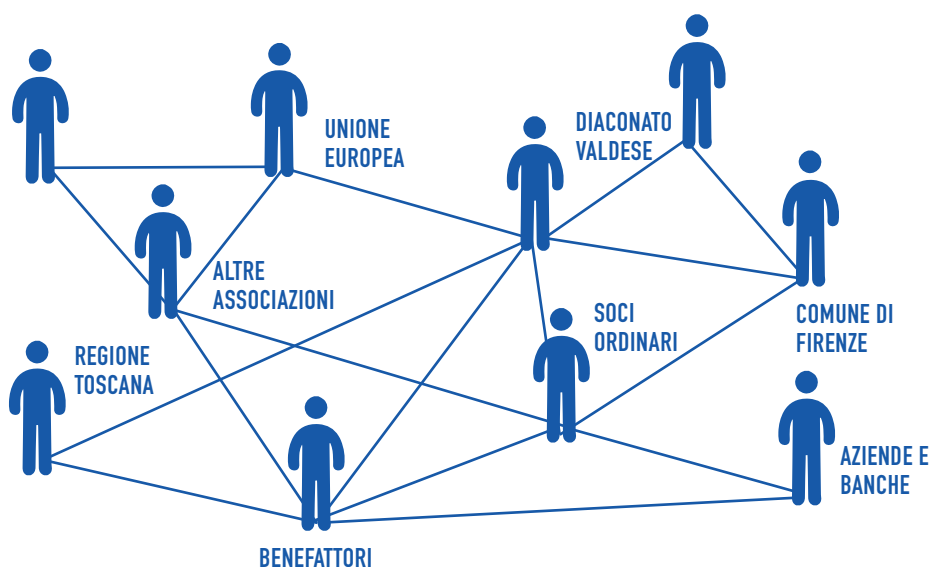 UNIONE
EUROPEA
DIACONATO
VALDESE
ALTRE
ASSOCIAZIONI
SOCI
ORDINARI
COMUNE DI
FIRENZE
REGIONE
TOSCANA
AZIENDE E
BANCHE
BENEFATTORI